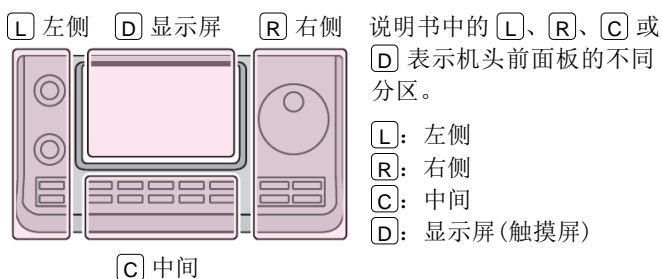 L 左侧
D 显示屏
R 右侧
C 中间
说明书中的 L、R、C 或
D 表示机头前面板的不同
分区。
L：左侧
R：右侧
C：中间
D：显示屏(触摸屏)